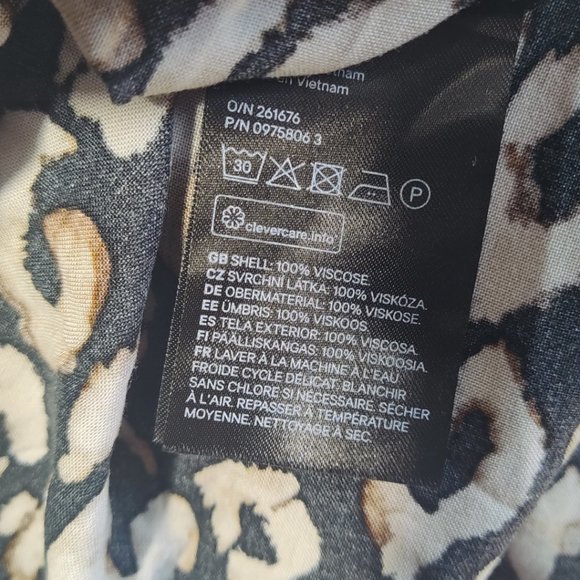 Vietnam
O/N 261676
P/N 0975806 3
30
P
clevercare.info
GB SHELL: 100% VISCOSE.
CZ SVRCHNÍ LÁTKA: 100% VISKÓZA.
DE OBERMATERIAL: 100% VISKOSE.
EE ÜMBRIS: 100% VISKOOS.
ES TELA EXTERIOR: 100% VISCOSA.
FI PÄÄLLISKANGAS: 100% VISKOOSIA.
FR LAVER À LA MACHINE À L'EAU
FROIDE CYCLE DÉLICAT. BLANCHIR
SANS CHLORE SI NÉCESSAIRE. SÉCHER
À L'AIR. REPASSER À TEMPÉRATURE
MOYENNE. NETTOYAGE À SEC.